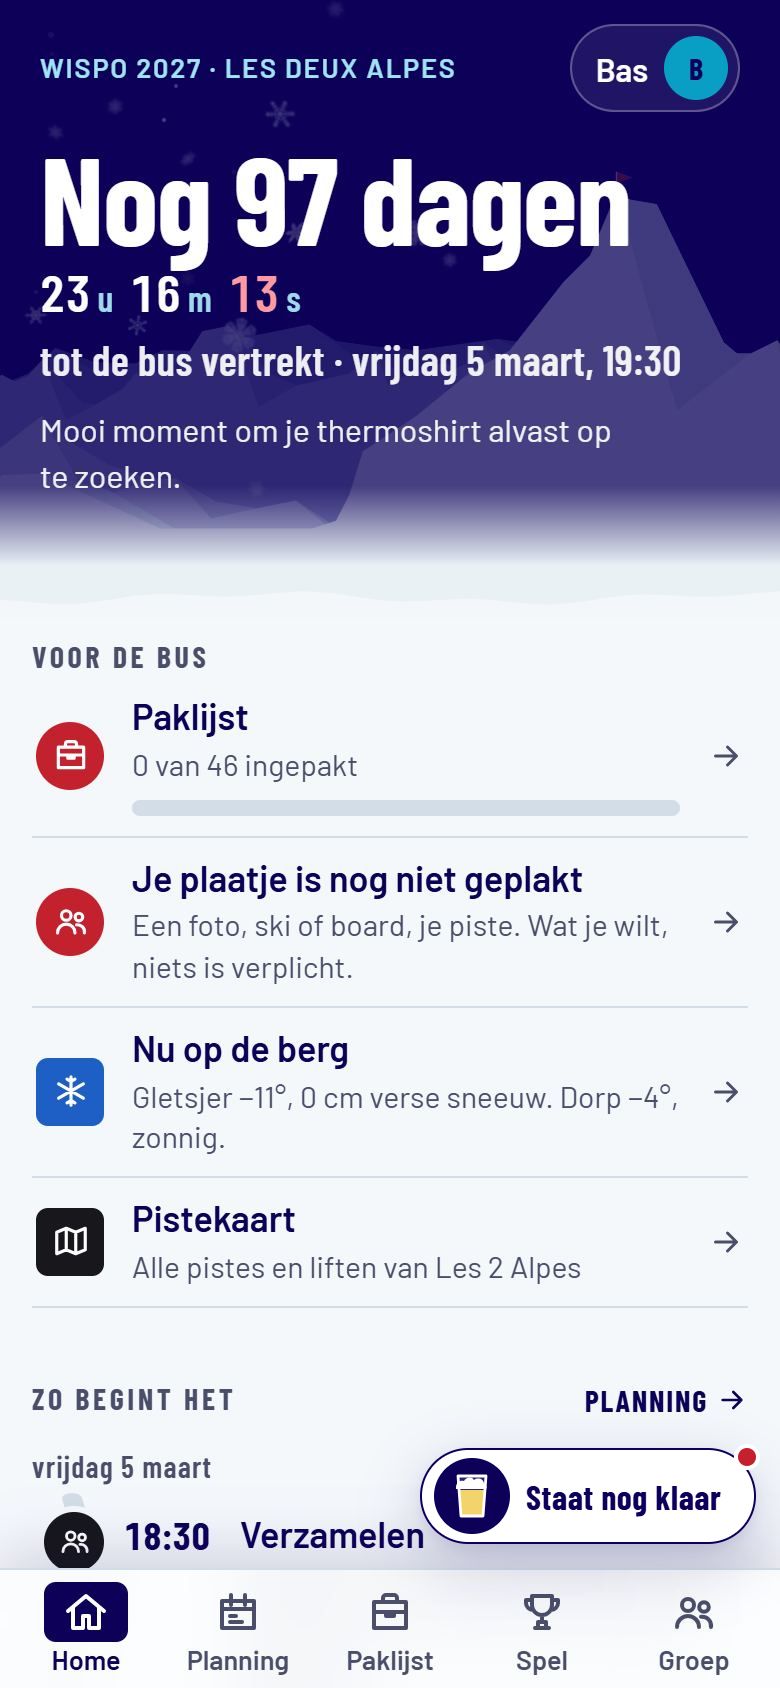 WISPO 2027 · LES DEUX ALPES
Bas B
Nog 97 dagen
23 u 16 m 13 s
tot de bus vertrekt · vrijdag 5 maart, 19:30
Mooi moment om je thermoshirt alvast op
te zoeken.
VOOR DE BUS
Paklijst
0 van 46 ingepakt
Je plaatje is nog niet geplakt
Een foto, ski of board, je piste. Wat je wilt,
niets is verplicht.
Nu op de berg
Gletsjer −11°, 0 cm verse sneeuw. Dorp −4°,
zonnig.
Pistekaart
Alle pistes en liften van Les 2 Alpes
ZO BEGINT HET
PLANNING
vrijdag 5 maart
Staat nog klaar
18:30 Verzamelen
Home
Planning
Paklijst
Spel
Groep